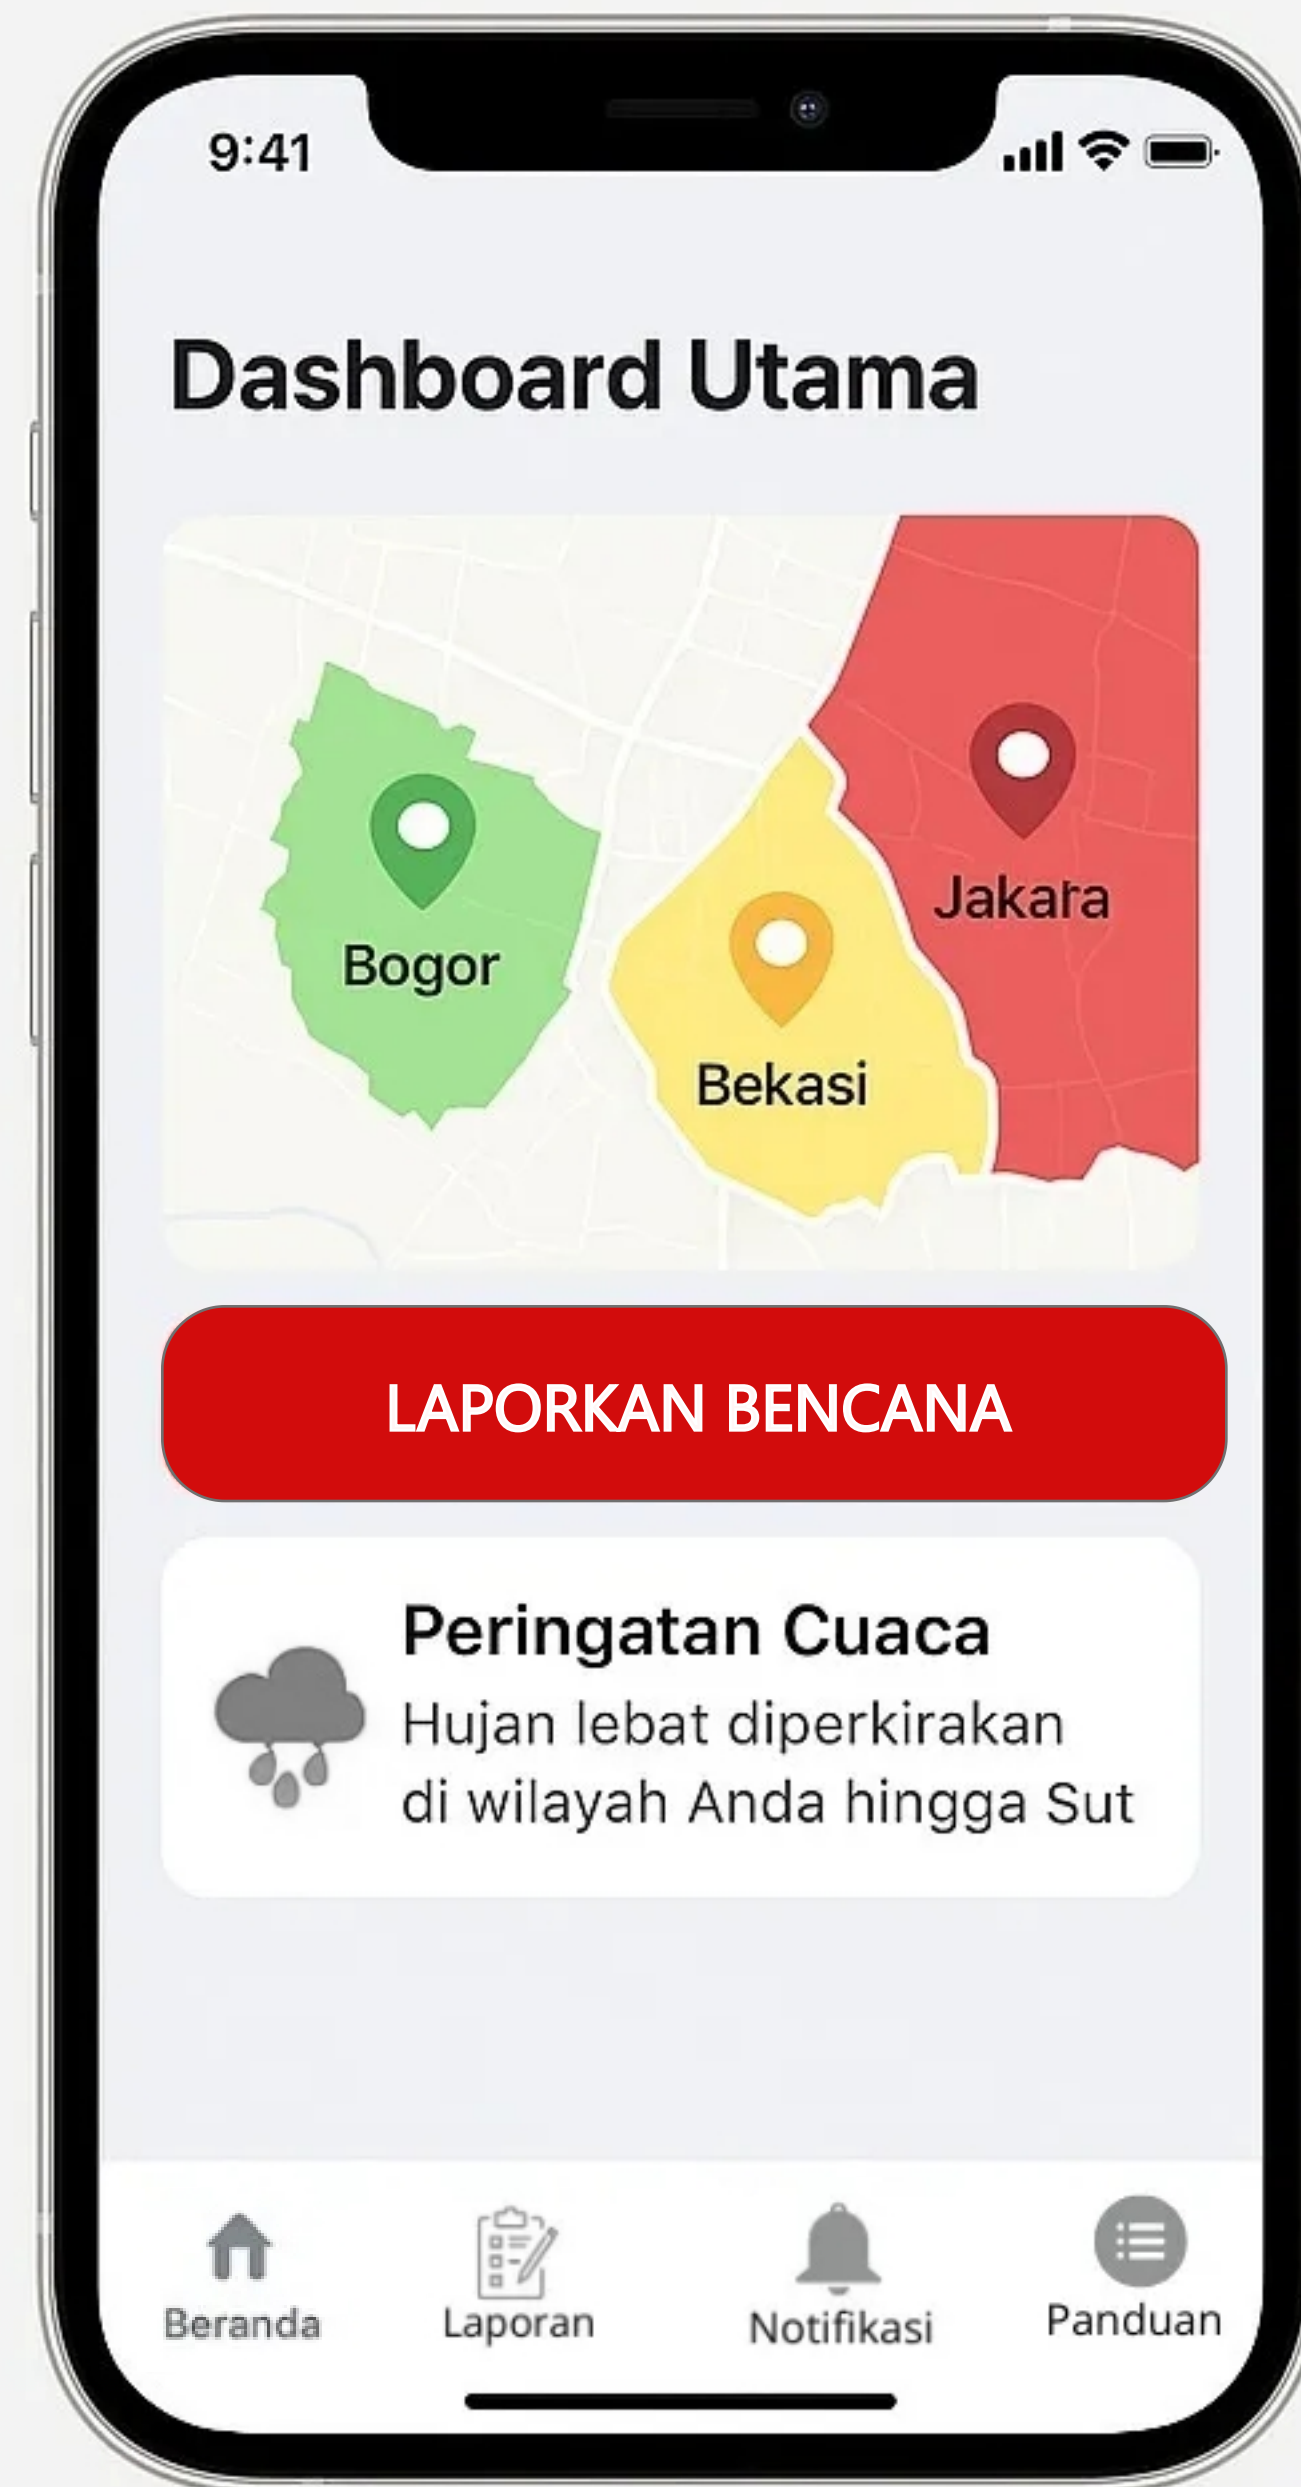 9:41
Dashboard Utama
Bogor
Bekasi
Jakara
LAPORKAN BENCANA
Peringatan Cuaca
Hujan lebat diperkirakan
di wilayah Anda hingga Sut
Beranda
Laporan
Notifikasi
Panduan